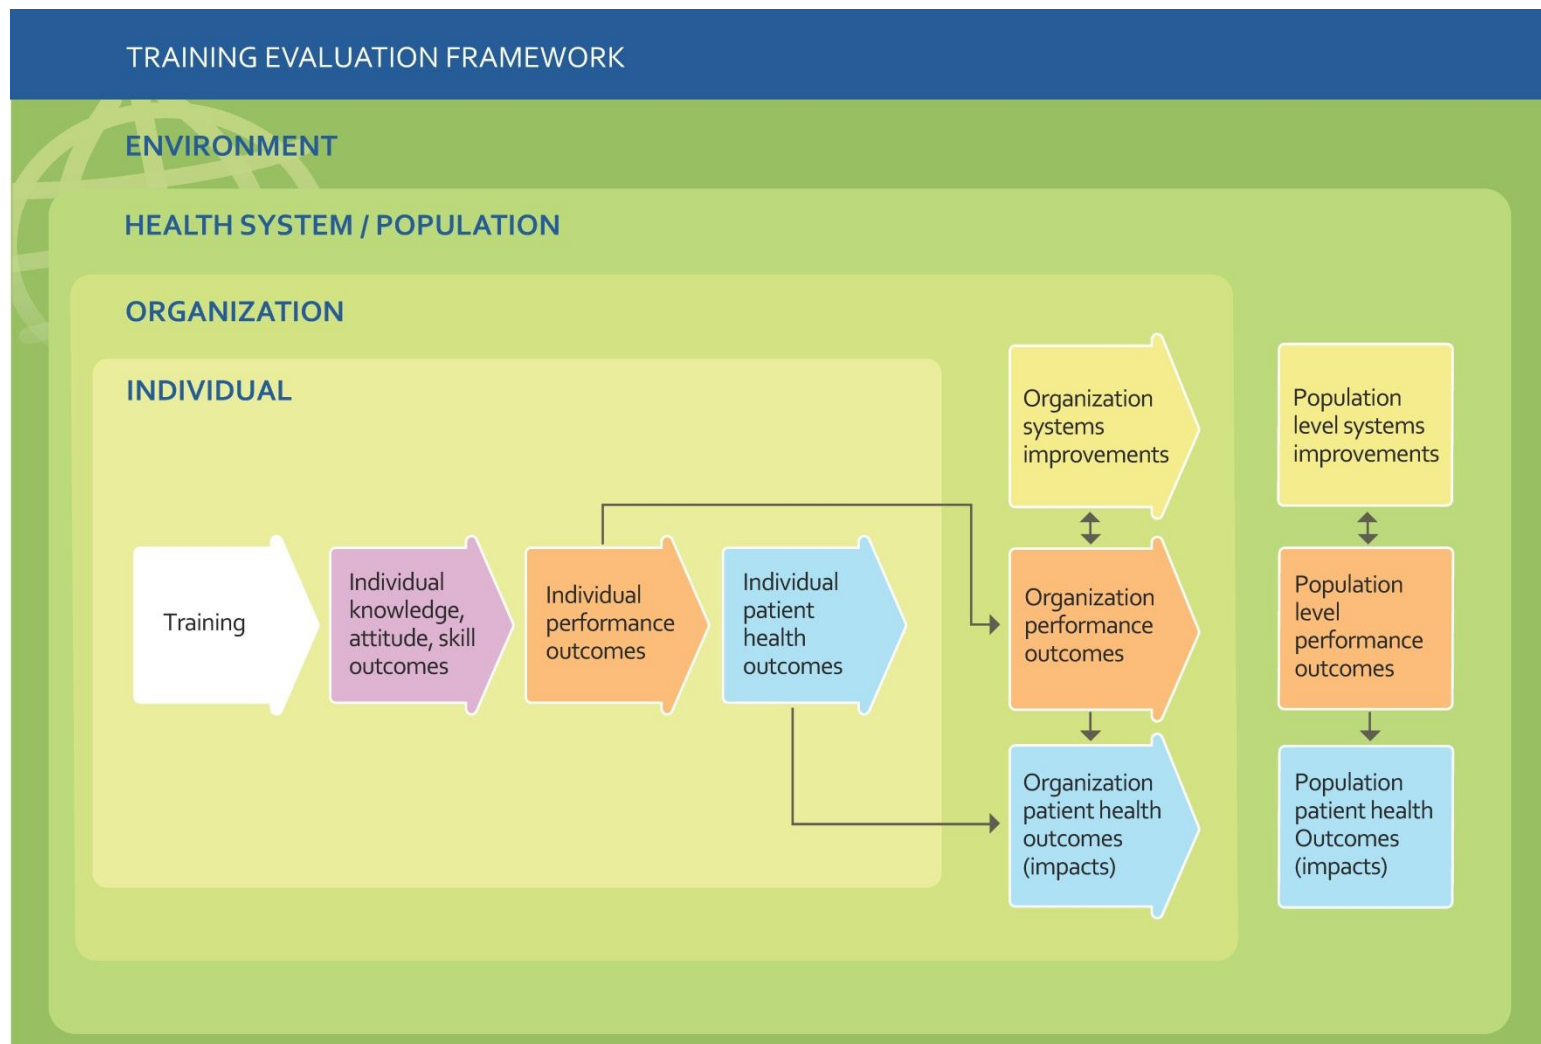 TRAINING EVALUATION FRAMEWORK
ENVIRONMENT
HEALTH SYSTEM / POPULATION
ORGANIZATION
INDIVIDUAL
Training
Individual
knowledge,
attitude, skill
outcomes
Individual
performance
outcomes
Individual
patient
health
outcomes
Organization
systems
improvements
Organization
performance
outcomes
Organization
patient health
outcomes
(impacts)
Population
level systems
improvements
Population
level
performance
outcomes
Population
patient health
Outcomes
(impacts)